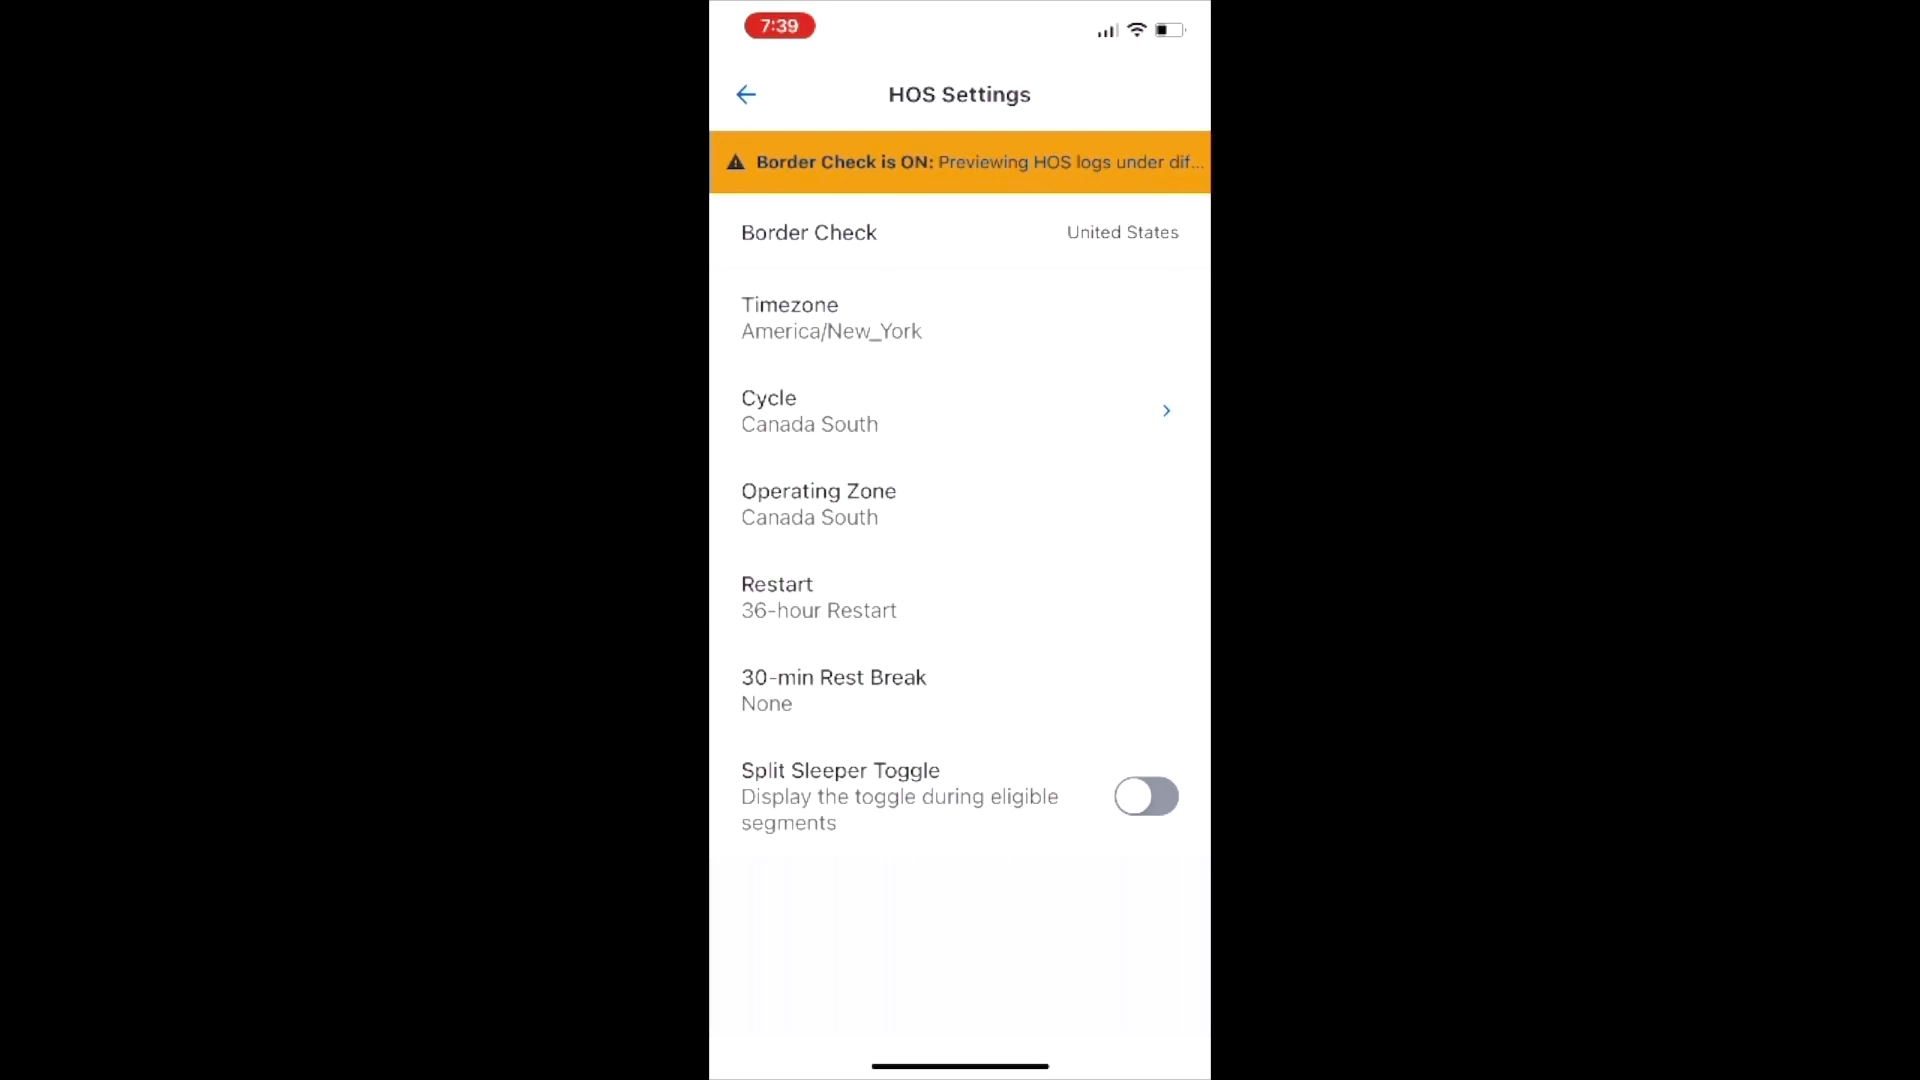 7:39
HOS Settings
Border Check is ON: Previewing HOS logs under dif...
Border Check United States
Timezone
America/New_York
Cycle
Canada South
Operating Zone
Canada South
Restart
36-hour Restart
30-min Rest Break
None
Split Sleeper Toggle
Display the toggle during eligible
segments